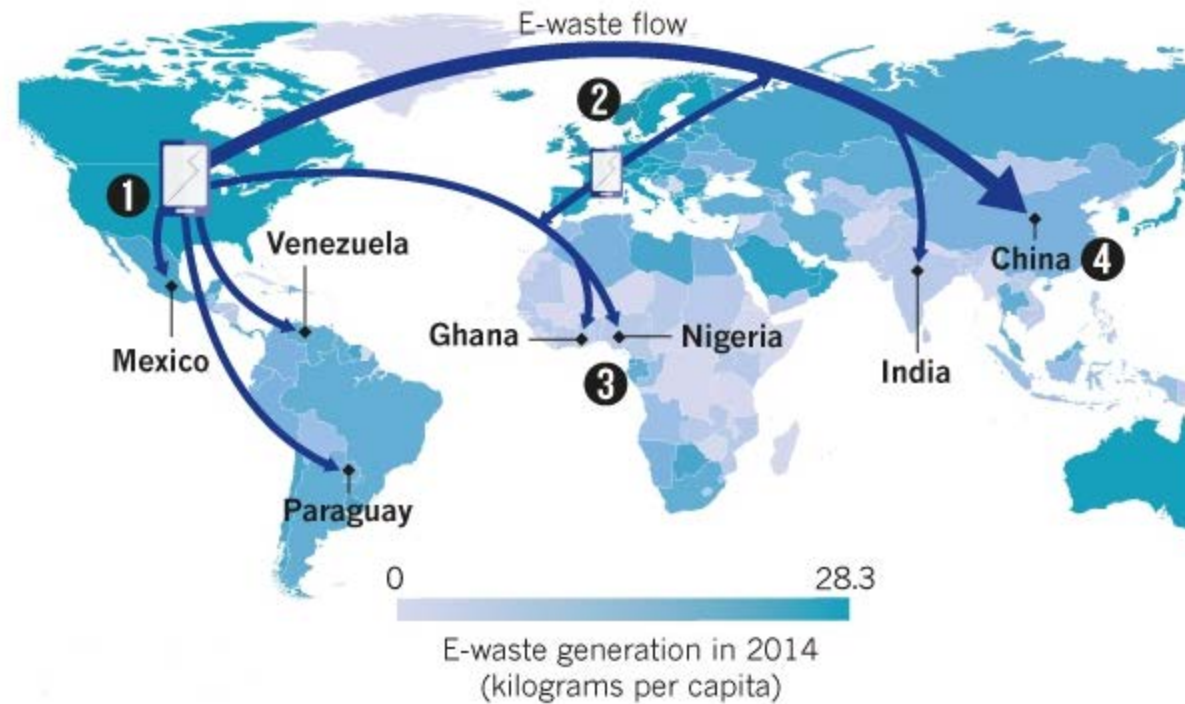 E-waste flow
2
1
Venezuela
China 4
Ghana
Nigeria
Mexico
India
3
Paraguay
0
28.3
E-waste generation in 2014
(kilograms per capita)